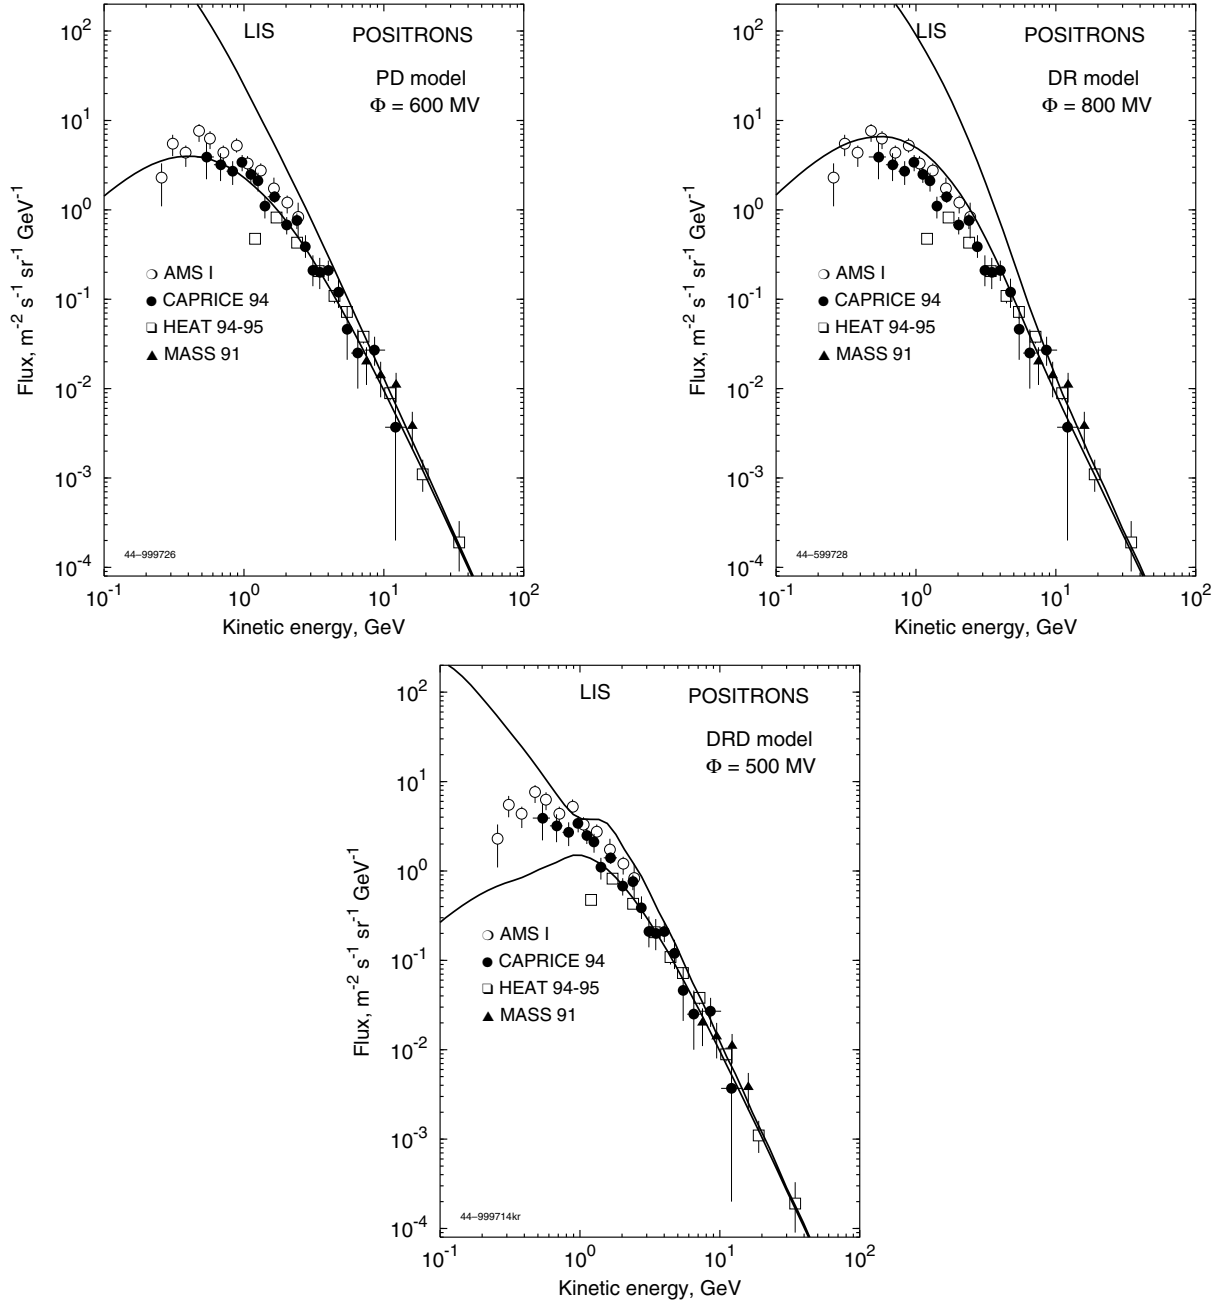 LIS
POSITRONS
PD model
Φ = 600 MV
10²
10¹
10⁰
10⁻¹
10⁻²
10⁻³
10⁻⁴
Flux, m⁻² s⁻¹ sr⁻¹ GeV⁻¹
AMS I
CAPRICE 94
HEAT 94-95
MASS 91
44–999726
10⁻¹ 10⁰ 10¹ 10²
Kinetic energy, GeV
LIS
POSITRONS
DR model
Φ = 800 MV
10²
10¹
10⁰
10⁻¹
10⁻²
10⁻³
10⁻⁴
Flux, m⁻² s⁻¹ sr⁻¹ GeV⁻¹
AMS I
CAPRICE 94
HEAT 94-95
MASS 91
44–599728
10⁻¹ 10⁰ 10¹ 10²
Kinetic energy, GeV
LIS
POSITRONS
DRD model
Φ = 500 MV
10²
10¹
10⁰
10⁻¹
10⁻²
10⁻³
10⁻⁴
Flux, m⁻² s⁻¹ sr⁻¹ GeV⁻¹
AMS I
CAPRICE 94
HEAT 94-95
MASS 91
44–999714kr
10⁻¹ 10⁰ 10¹ 10²
Kinetic energy, GeV